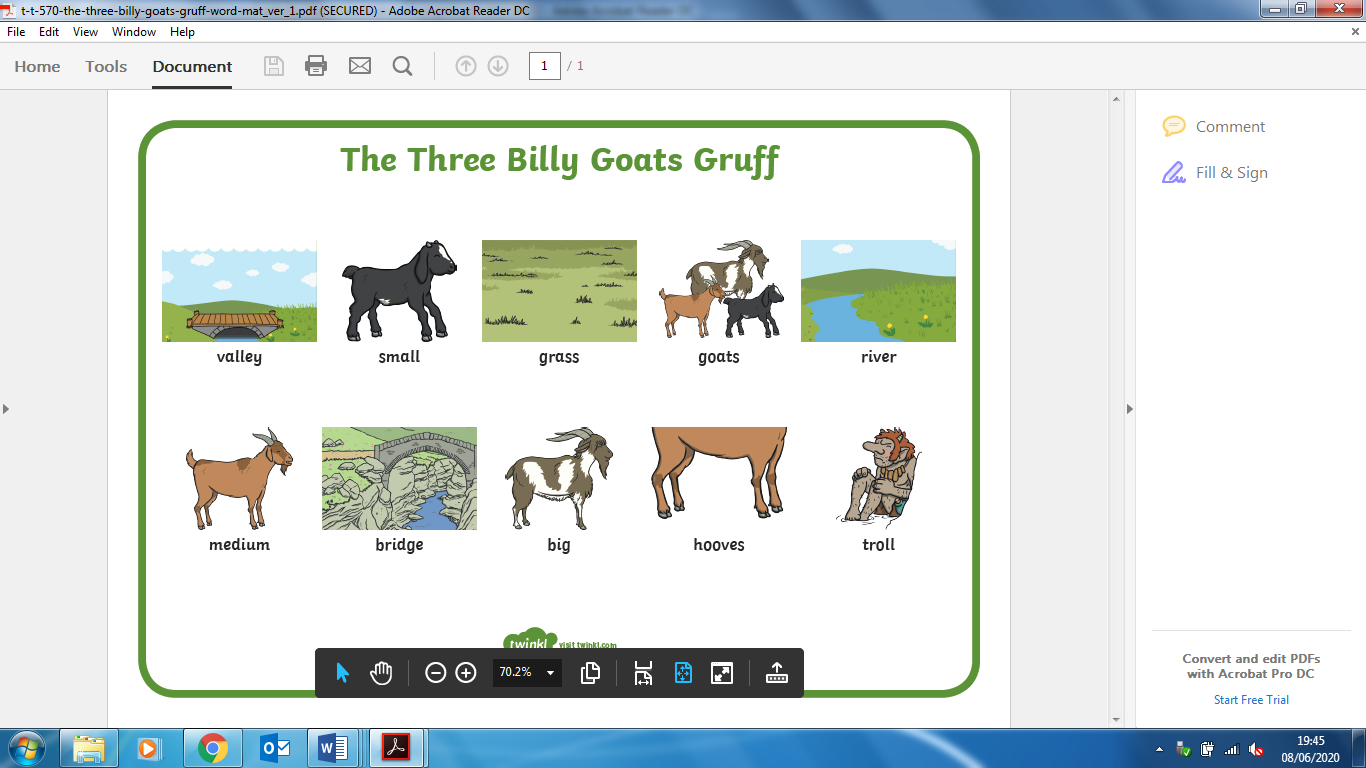 t-t-570-the-three-billy-goats-gruff-word-mat_ver_1.pdf (SECURED) - Adobe Acrobat Reader DC
File Edit View Window Help
Home Tools Document 1 / 1
The Three Billy Goats Gruff
valley small grass goats river
medium bridge big hooves troll
twinkl visit twinkl.com
70.2%
Comment
Fill & Sign
Convert and edit PDFs
with Acrobat Pro DC
Start Free Trial
19:45
08/06/2020